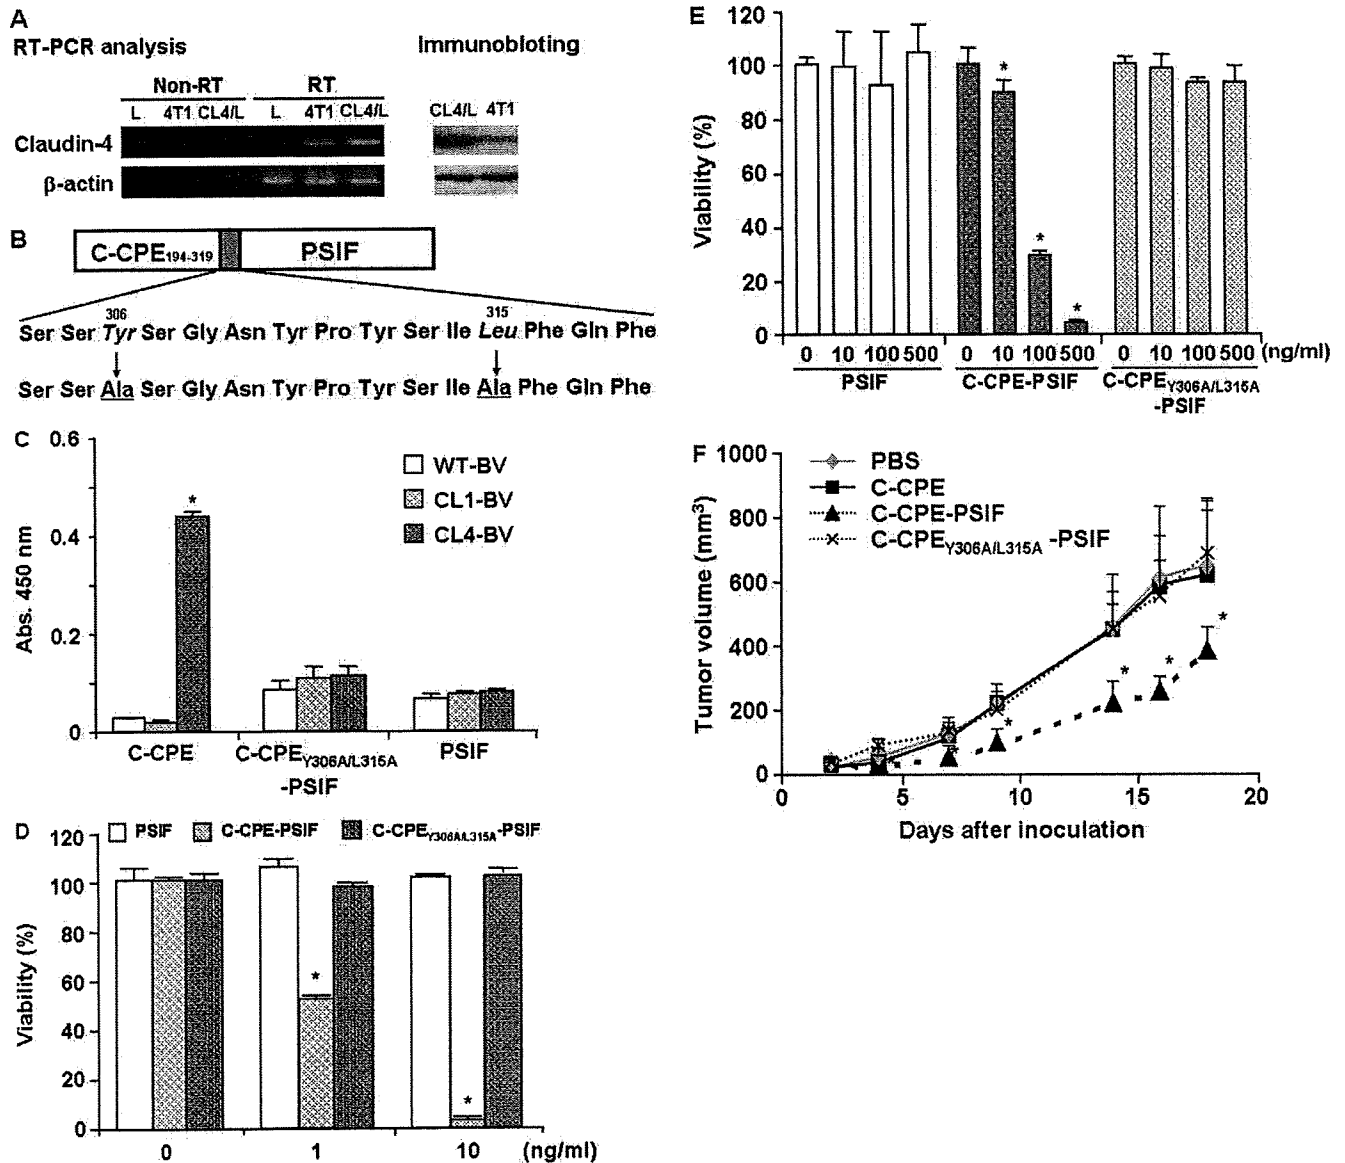 A
RT-PCR analysis
Immunobloting
Non-RT RT
L 4T1 CL4/L L 4T1 CL4/L
CL4/L 4T1
Claudin-4
β-actin
B
C-CPE194-319 PSIF
306 315
Ser Ser Tyr Ser Gly Asn Tyr Pro Tyr Ser Ile Leu Phe Gln Phe
Ser Ser Ala Ser Gly Asn Tyr Pro Tyr Ser Ile Ala Phe Gln Phe
C
Abs. 450 nm
0.6
0.4
0.2
0
WT-BV
CL1-BV
CL4-BV
*
C-CPE C-CPEY306A/L315A PSIF
-PSIF
D
PSIF C-CPE-PSIF C-CPEY306A/L315A-PSIF
Viability (%)
120
100
80
60
40
20
0
*
*
0 1 10 (ng/ml)
E
Viability (%)
120
100
80
60
40
20
0
*
*
*
0 10 100 500 0 10 100 500 0 10 100 500 (ng/ml)
PSIF C-CPE-PSIF C-CPEY306A/L315A
-PSIF
F
Tumor volume (mm3)
1000
800
600
400
200
0
PBS
C-CPE
C-CPE-PSIF
C-CPEY306A/L315A -PSIF
*
*
*
*
0 5 10 15 20
Days after inoculation